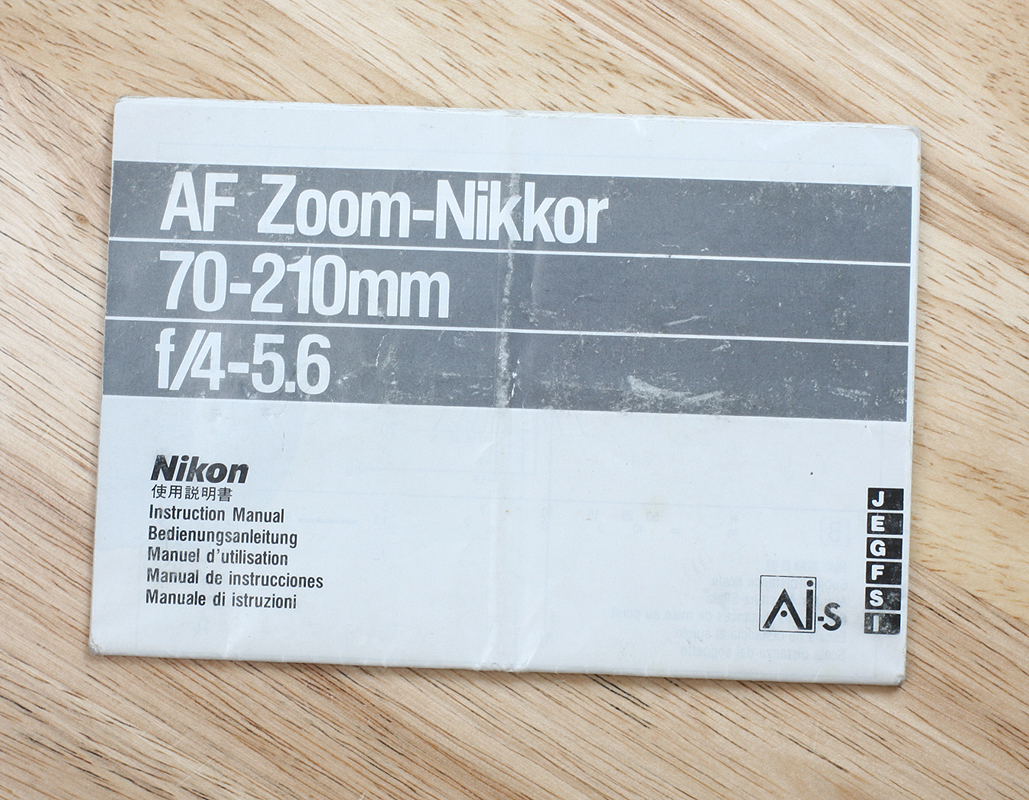 AF Zoom-Nikkor
70-210mm
f/4-5.6
Nikon
使用説明書
Instruction Manual
Bedienungsanleitung
Manuel d'utilisation
Manual de instrucciones
Manuale di istruzioni
J
E
G
F
S
I
Ai-S